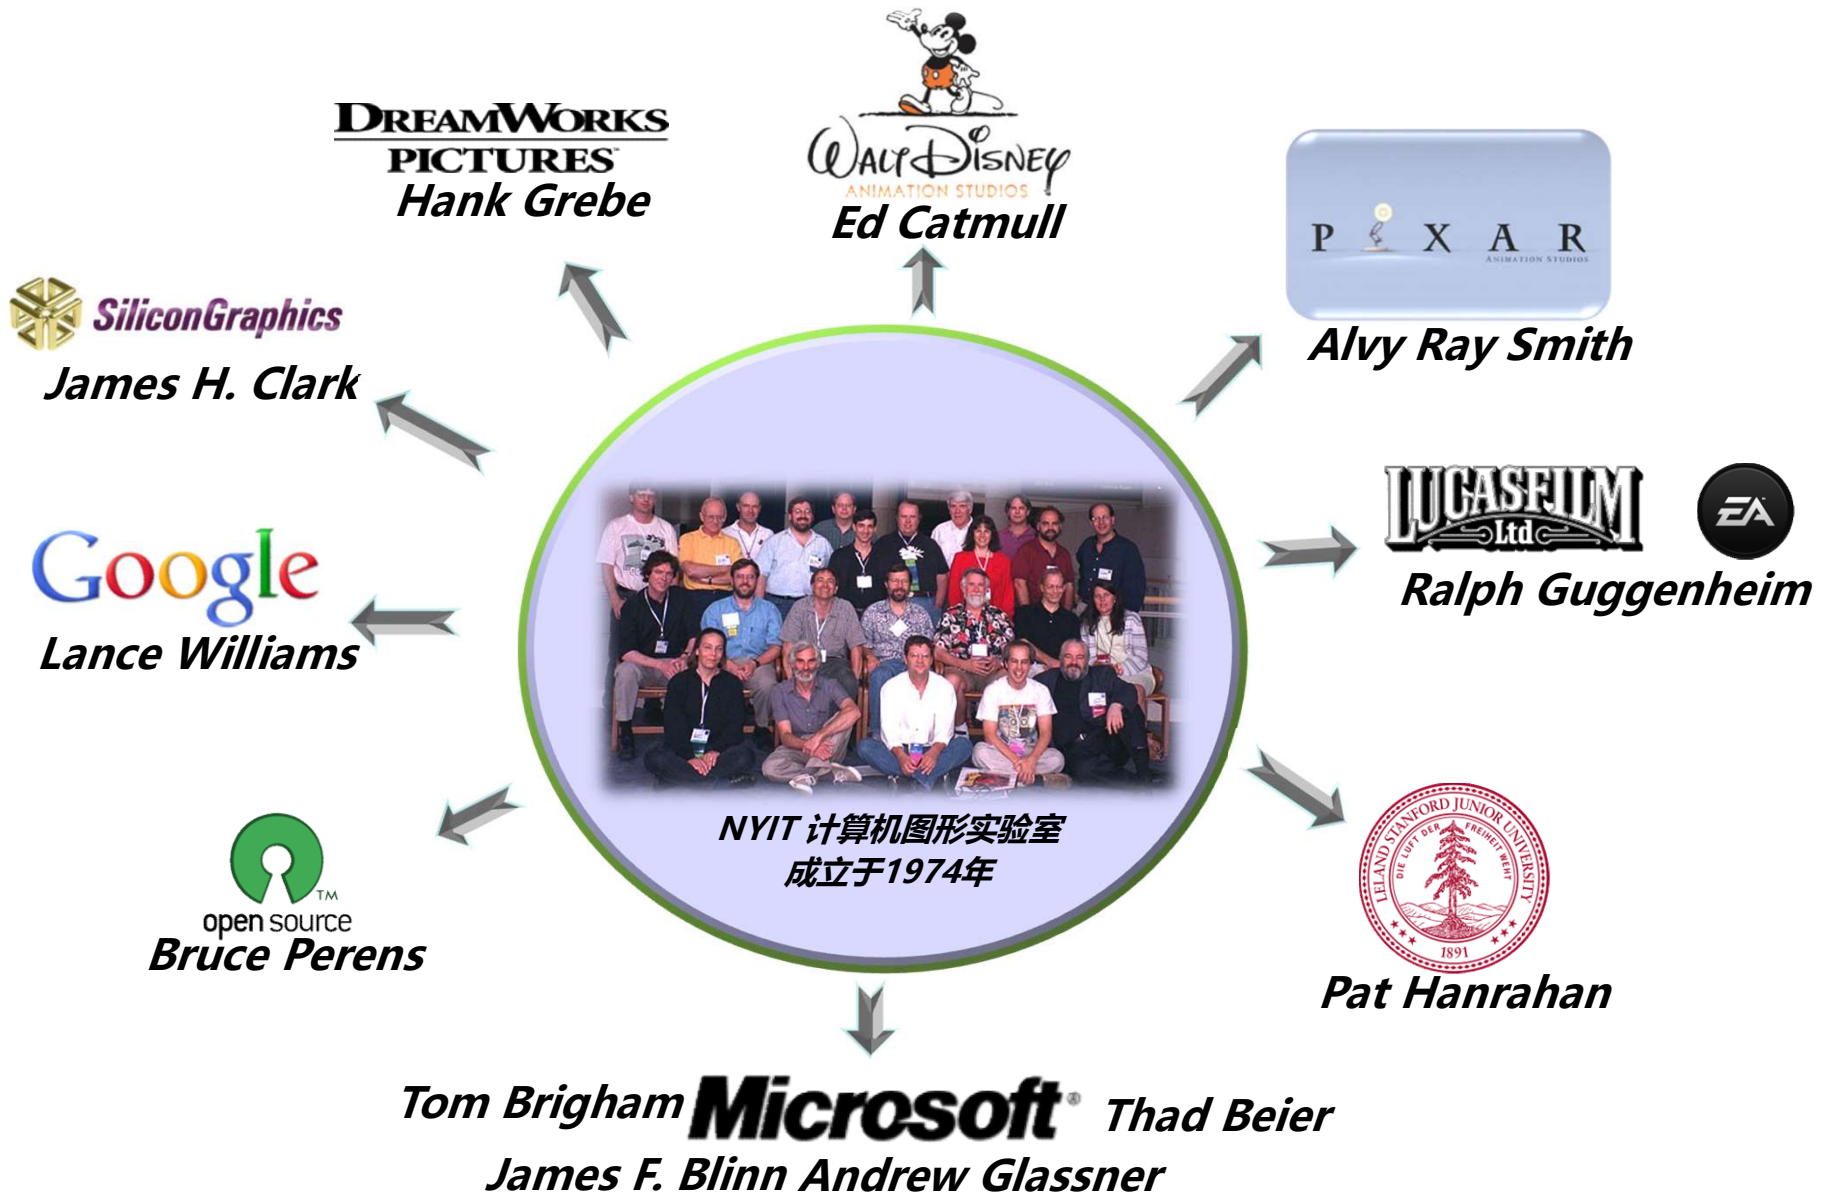 WALT DISNEY
ANIMATION STUDIOS
Ed Catmull
DREAMWORKS
PICTURES™
Hank Grebe
PIXAR
ANIMATION STUDIOS
Alvy Ray Smith
SiliconGraphics
James H. Clark
LUCASFILM
Ltd
EA
Ralph Guggenheim
Google
Lance Williams
NYIT 计算机图形实验室
成立于1974年
LELAND STANFORD JUNIOR UNIVERSITY
DIE LUFT DER FREIHEIT WEHT
1891
Pat Hanrahan
TM
open source
Bruce Perens
Tom Brigham
Microsoft®
Thad Beier
James F. Blinn Andrew Glassner